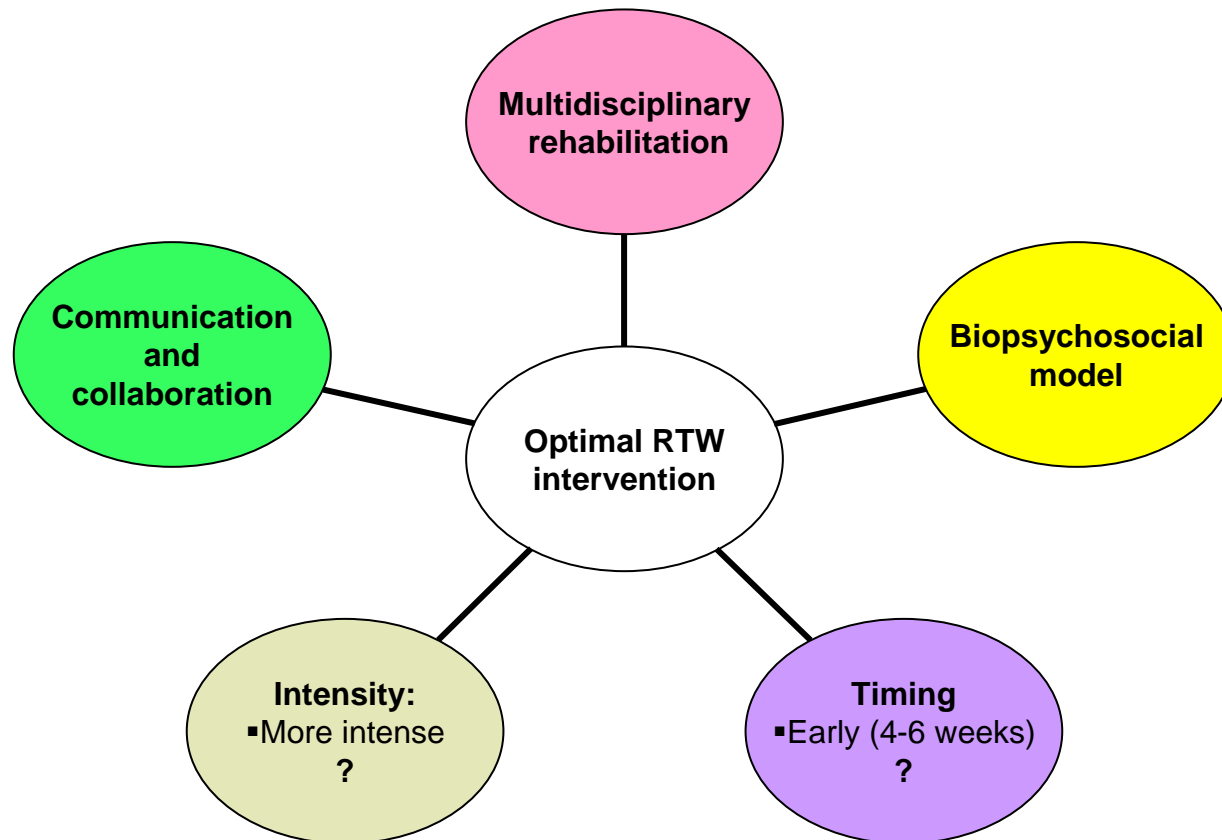 Multidisciplinary
rehabilitation
Communication
and
collaboration
Biopsychosocial
model
Optimal RTW
intervention
Intensity:
▪More intense
?
Timing
▪Early (4-6 weeks)
?